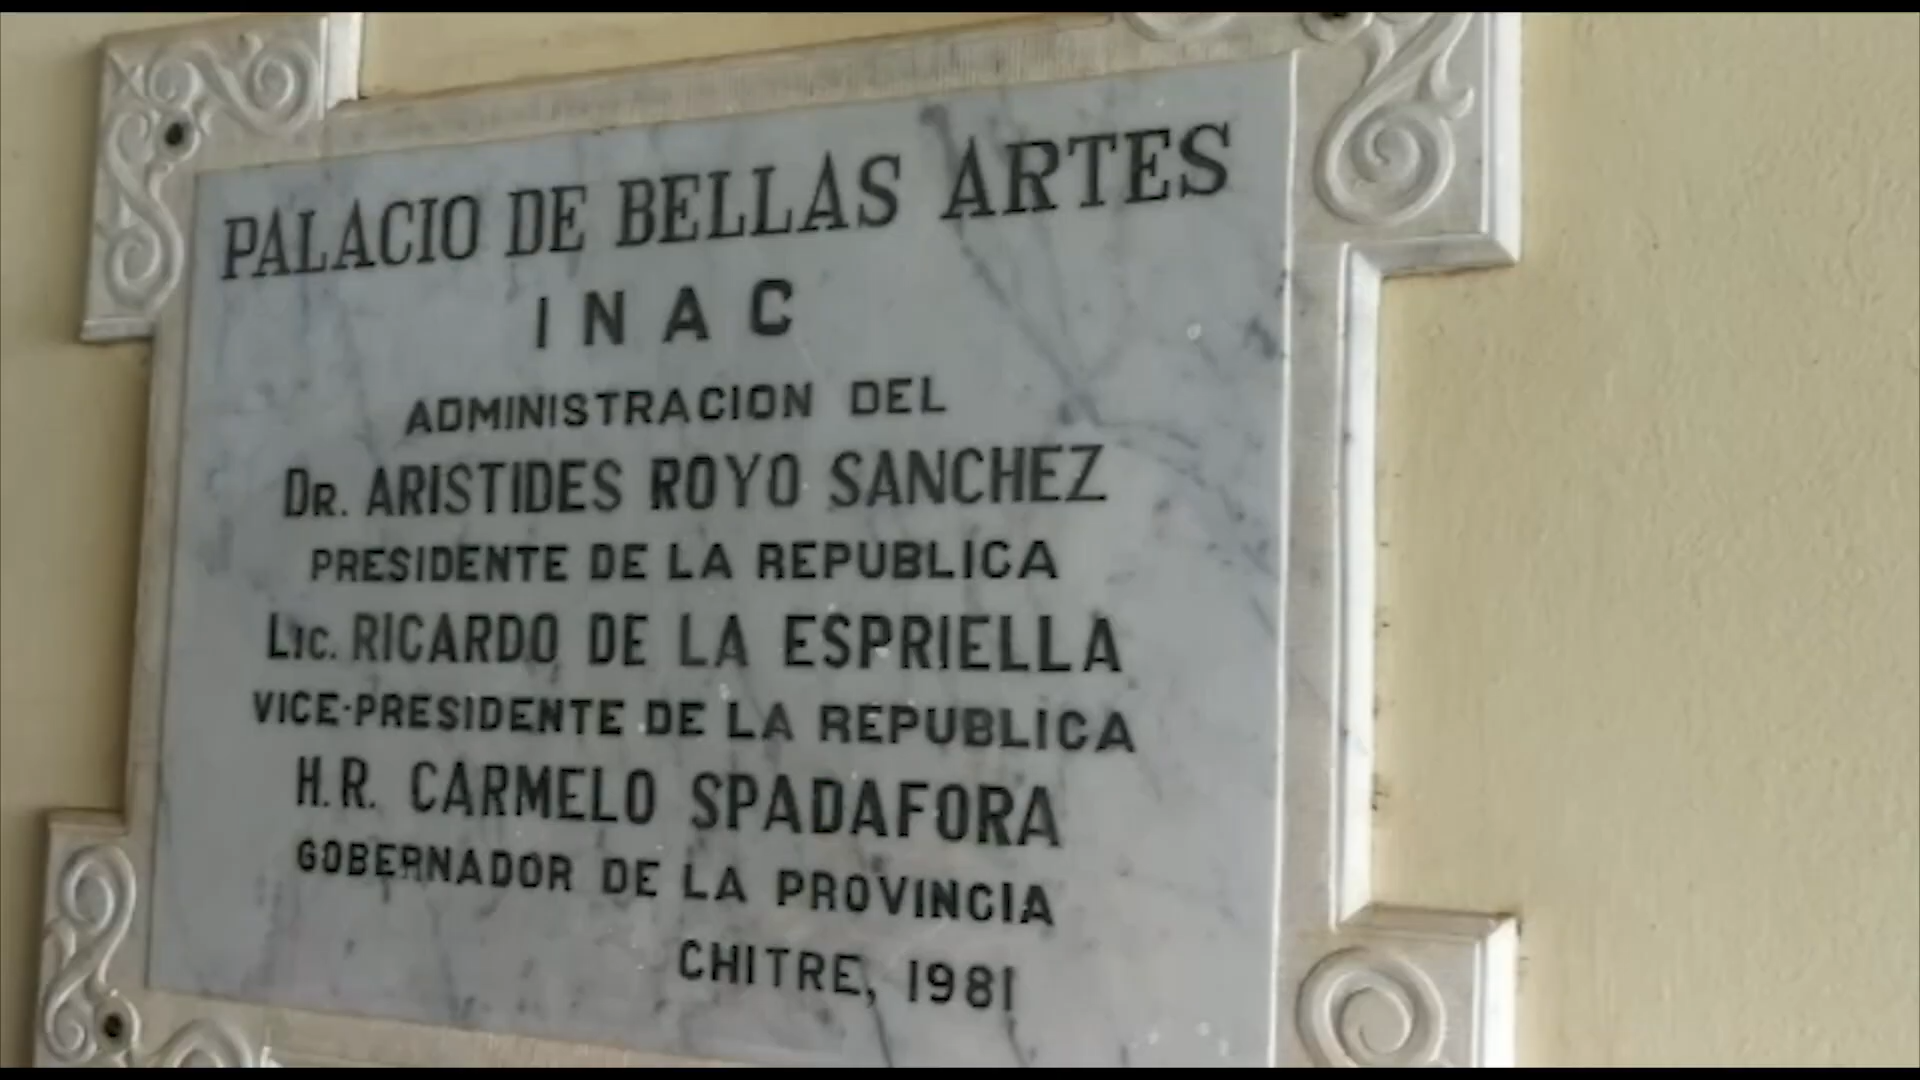 PALACIO DE BELLAS ARTES
INAC
ADMINISTRACION DEL
DR. ARISTIDES ROYO SANCHEZ
PRESIDENTE DE LA REPUBLICA
LIC. RICARDO DE LA ESPRIELLA
VICE-PRESIDENTE DE LA REPUBLICA
H.R. CARMELO SPADAFORA
GOBERNADOR DE LA PROVINCIA
CHITRE, 1981